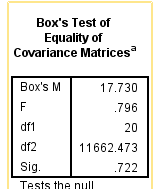 Box's Test of
Equality of
Covariance Matricesa
Box's M 17.730
F .796
df1 20
df2 11662.473
Sig. .722
Tests the null